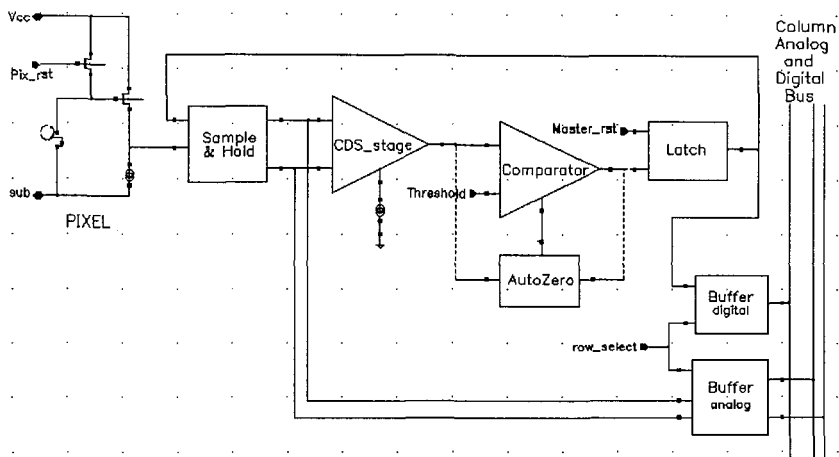 Vcc
Pix_rst
sub
PIXEL
Sample
& Hold
CDS_stage
Threshold
Comparator
AutoZero
Master_rst
Latch
row_select
Buffer
digital
Buffer
analog
Column
Analog
and
Digital
Bus